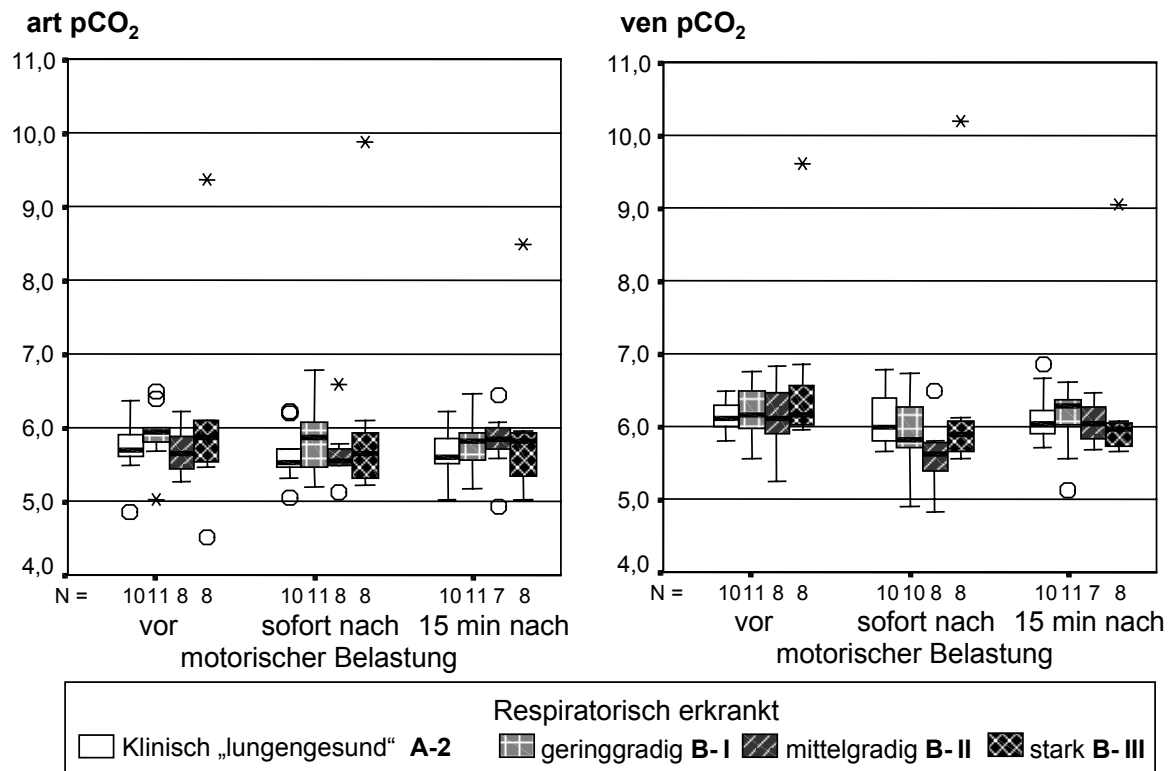 art pCO₂
11,0
10,0
9,0
8,0
7,0
6,0
5,0
4,0
N = 10 11 8 8 10 11 8 8 10 11 7 8
vor sofort nach 15 min nach
motorischer Belastung
ven pCO₂
11,0
10,0
9,0
8,0
7,0
6,0
5,0
4,0
N = 10 11 8 8 10 10 8 8 10 11 7 8
vor sofort nach 15 min nach
motorischer Belastung
Respiratorisch erkrankt
Klinisch „lungengesund“ A-2 geringgradig B-I mittelgradig B-II stark B-III